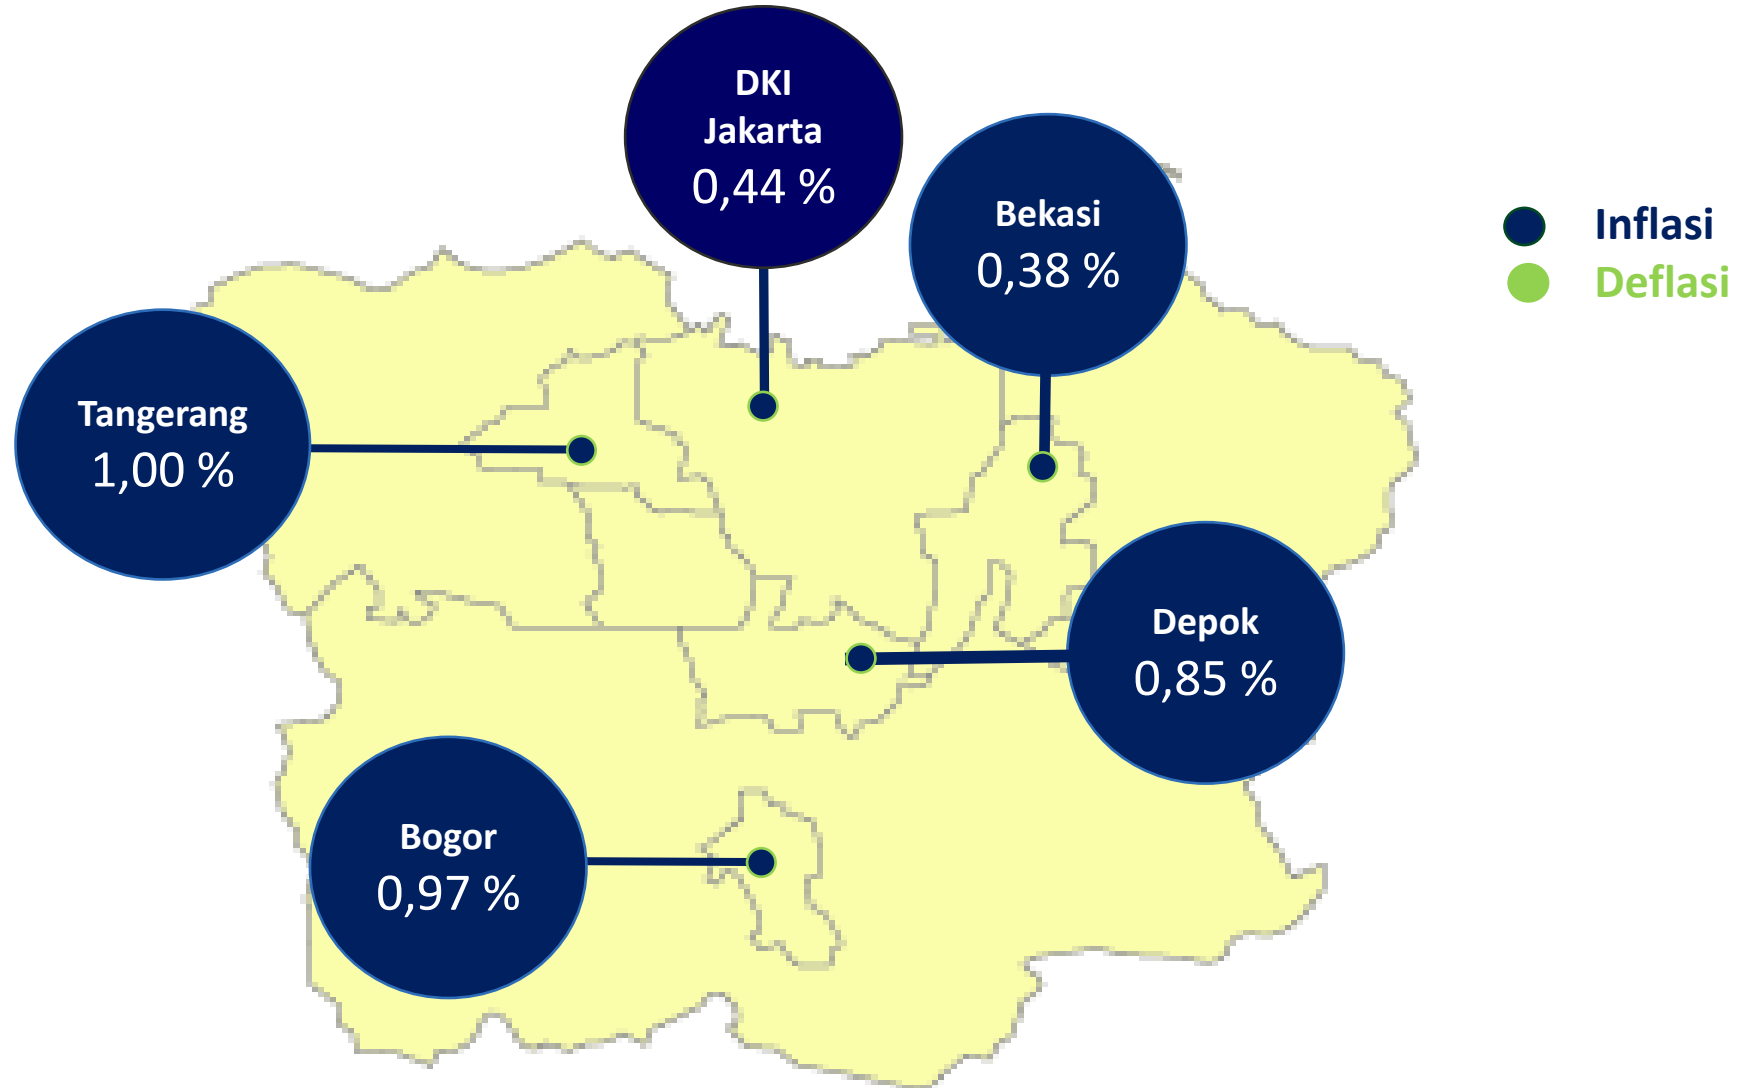 DKI
Jakarta
0,44 %
Bekasi
0,38 %
Inflasi
Deflasi
Tangerang
1,00 %
Depok
0,85 %
Bogor
0,97 %